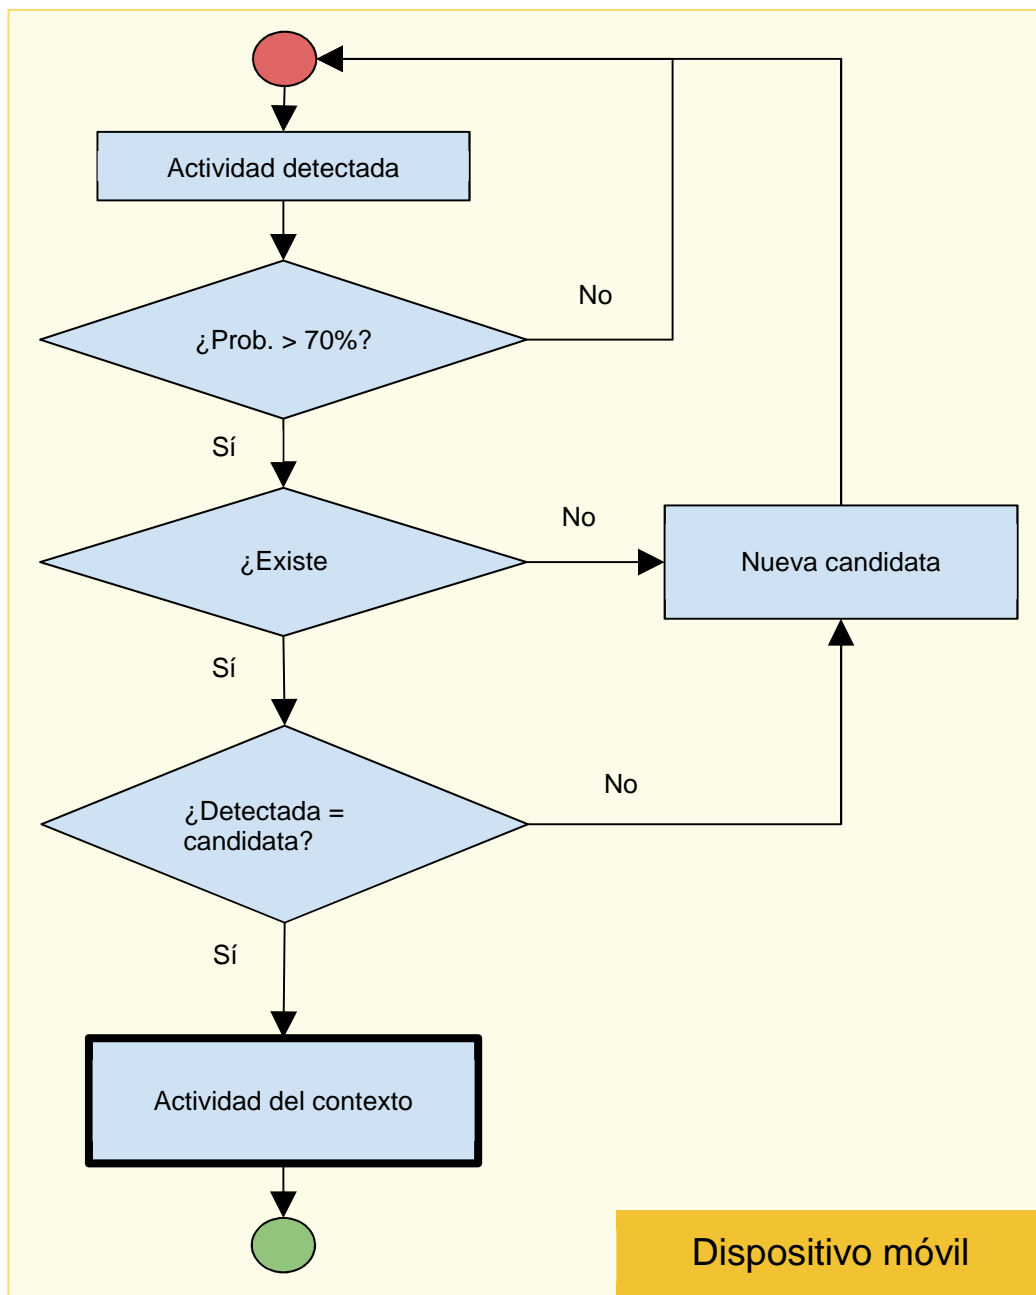 Actividad detectada
No
¿Prob. > 70%?
Sí
No
¿Existe
Nueva candidata
Sí
No
¿Detectada =
candidata?
Sí
Actividad del contexto
Dispositivo móvil